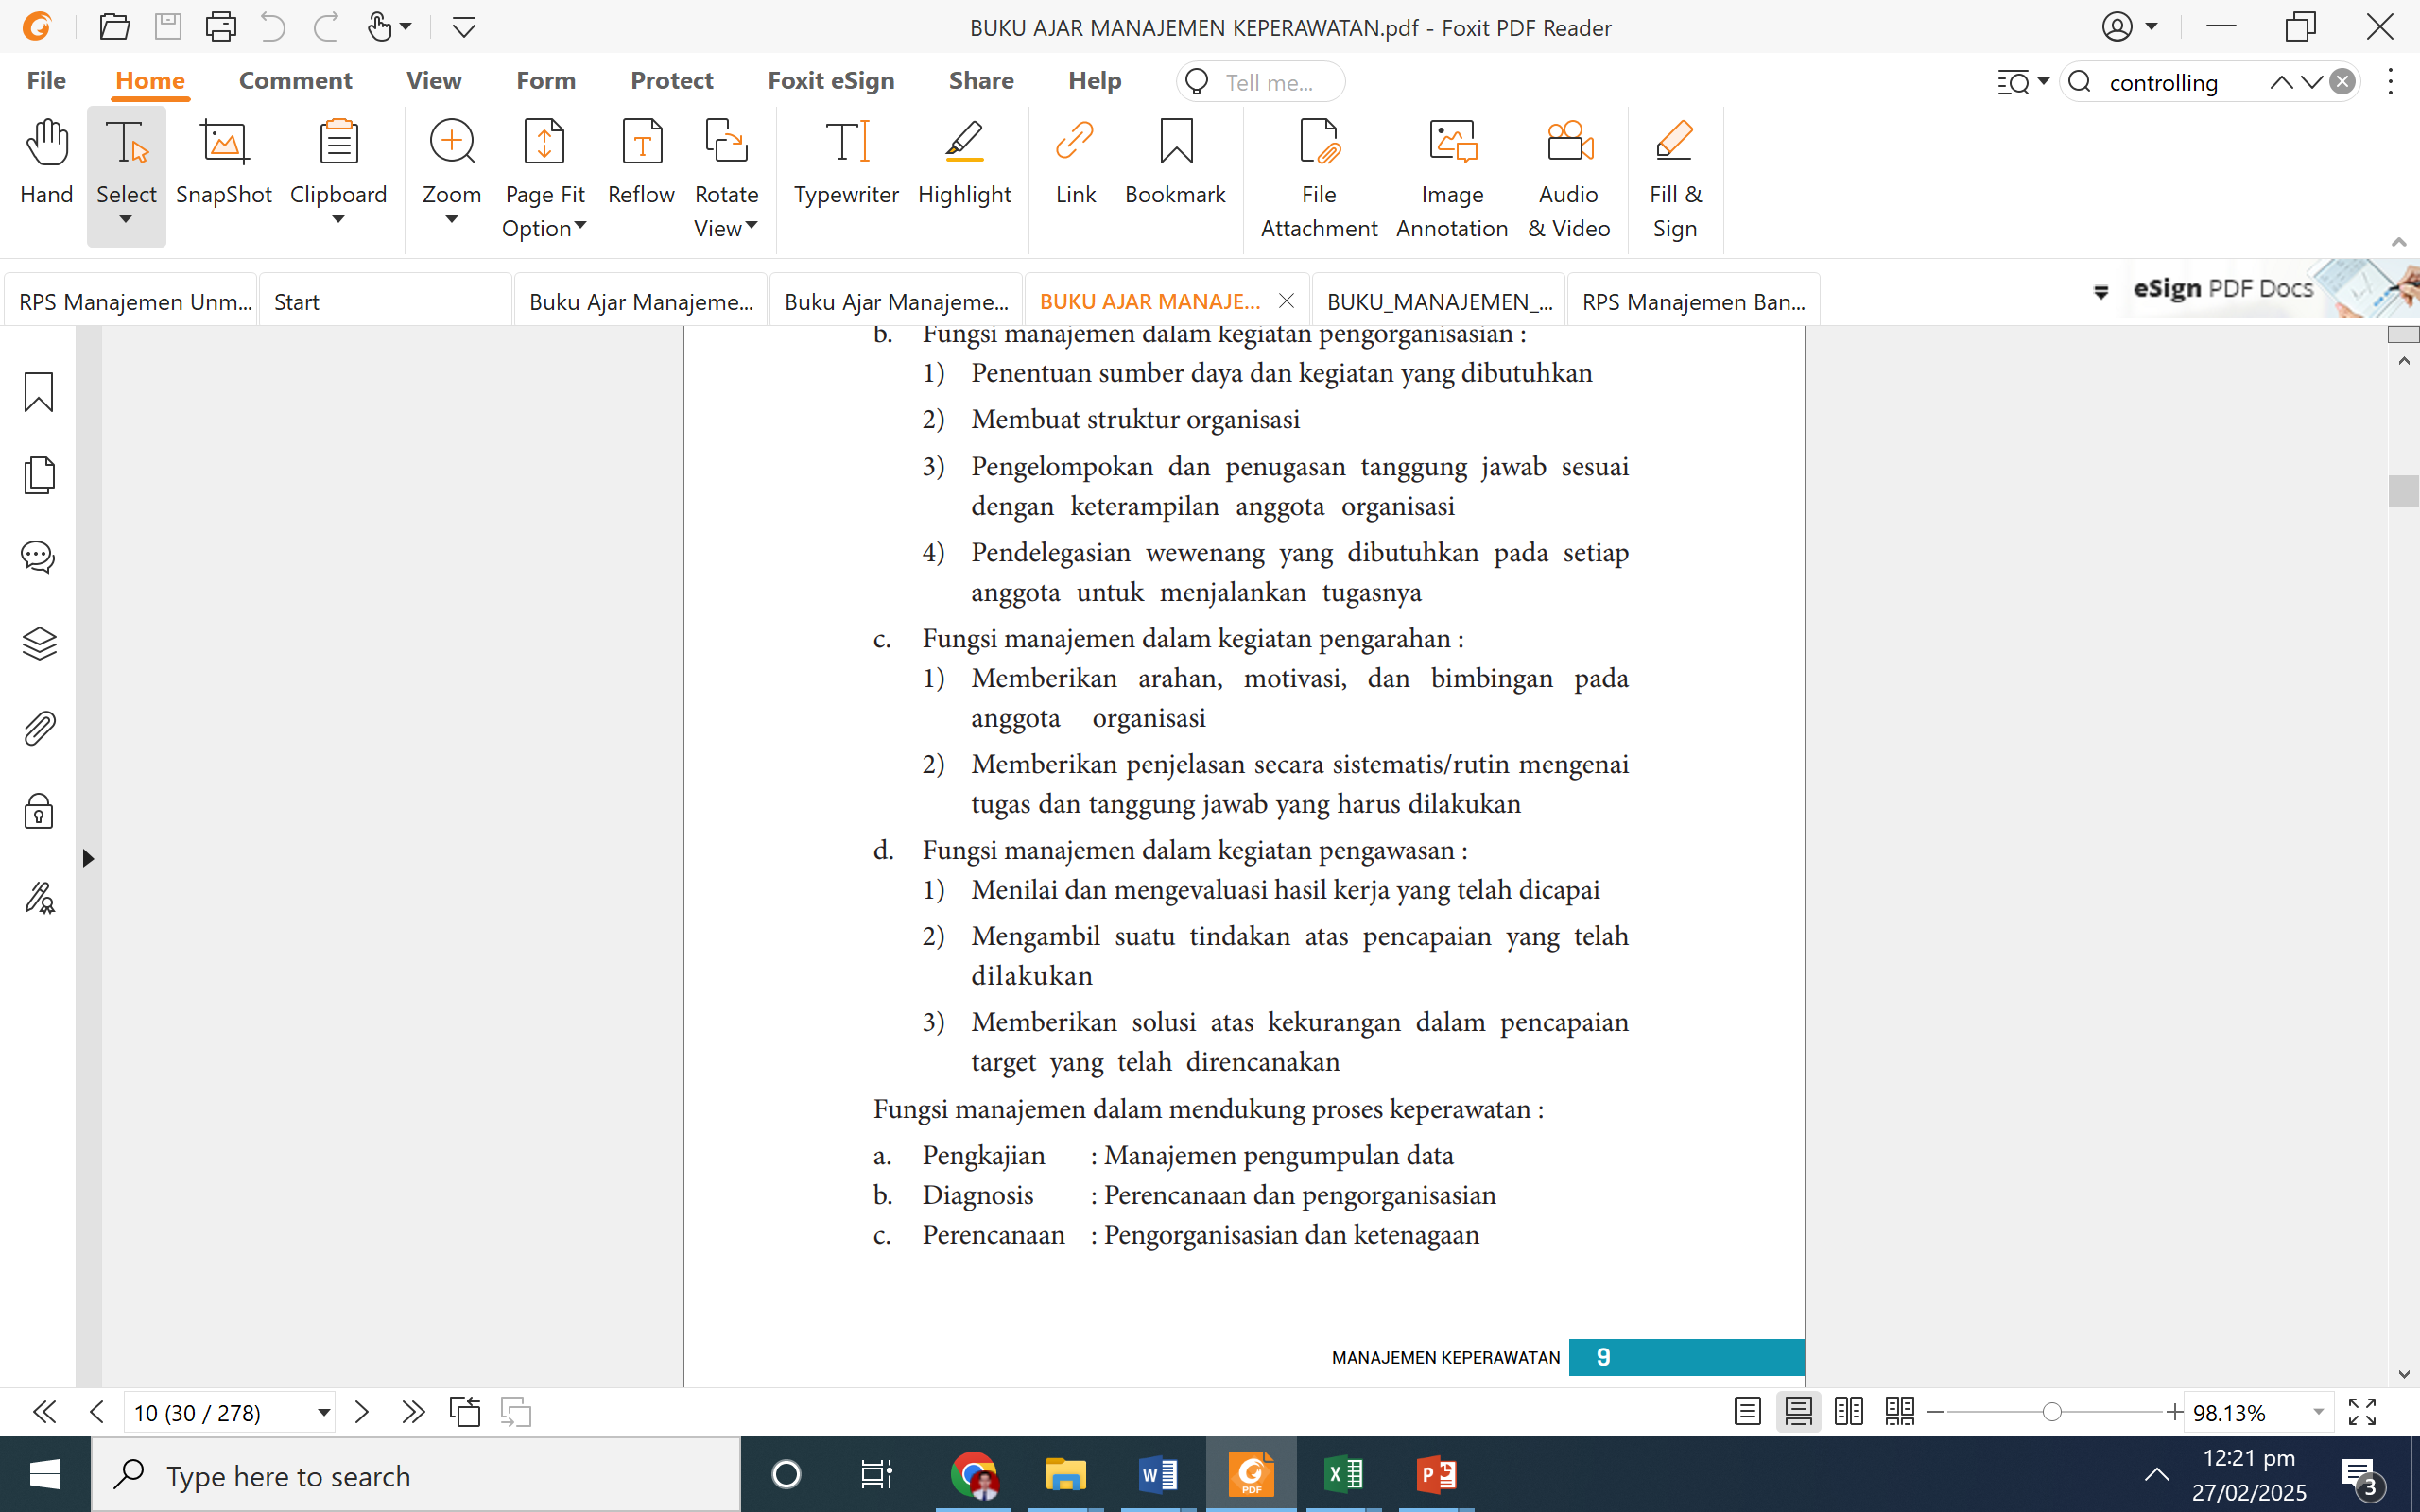 BUKU AJAR MANAJEMEN KEPERAWATAN.pdf - Foxit PDF Reader
File Home Comment View Form Protect Foxit eSign Share Help Tell me... controlling
Hand Select SnapShot Clipboard Zoom Page Fit Option Reflow Rotate View Typewriter Highlight Link Bookmark File Attachment Image Annotation Audio & Video Fill & Sign
RPS Manajemen Unm... Start Buku Ajar Manajeme... Buku Ajar Manajeme... BUKU AJAR MANAJE... BUKU_MANAJEMEN_... RPS Manajemen Ban... eSign PDF Docs
b. Fungsi manajemen dalam kegiatan pengorganisasian :
1) Penentuan sumber daya dan kegiatan yang dibutuhkan
2) Membuat struktur organisasi
3) Pengelompokan dan penugasan tanggung jawab sesuai
dengan keterampilan anggota organisasi
4) Pendelegasian wewenang yang dibutuhkan pada setiap
anggota untuk menjalankan tugasnya
c. Fungsi manajemen dalam kegiatan pengarahan :
1) Memberikan arahan, motivasi, dan bimbingan pada
anggota organisasi
2) Memberikan penjelasan secara sistematis/rutin mengenai
tugas dan tanggung jawab yang harus dilakukan
d. Fungsi manajemen dalam kegiatan pengawasan :
1) Menilai dan mengevaluasi hasil kerja yang telah dicapai
2) Mengambil suatu tindakan atas pencapaian yang telah
dilakukan
3) Memberikan solusi atas kekurangan dalam pencapaian
target yang telah direncanakan
Fungsi manajemen dalam mendukung proses keperawatan :
a. Pengkajian : Manajemen pengumpulan data
b. Diagnosis : Perencanaan dan pengorganisasian
c. Perencanaan : Pengorganisasian dan ketenagaan
MANAJEMEN KEPERAWATAN 9
10 (30 / 278) 98.13%
Type here to search
12:21 pm
27/02/2025
3